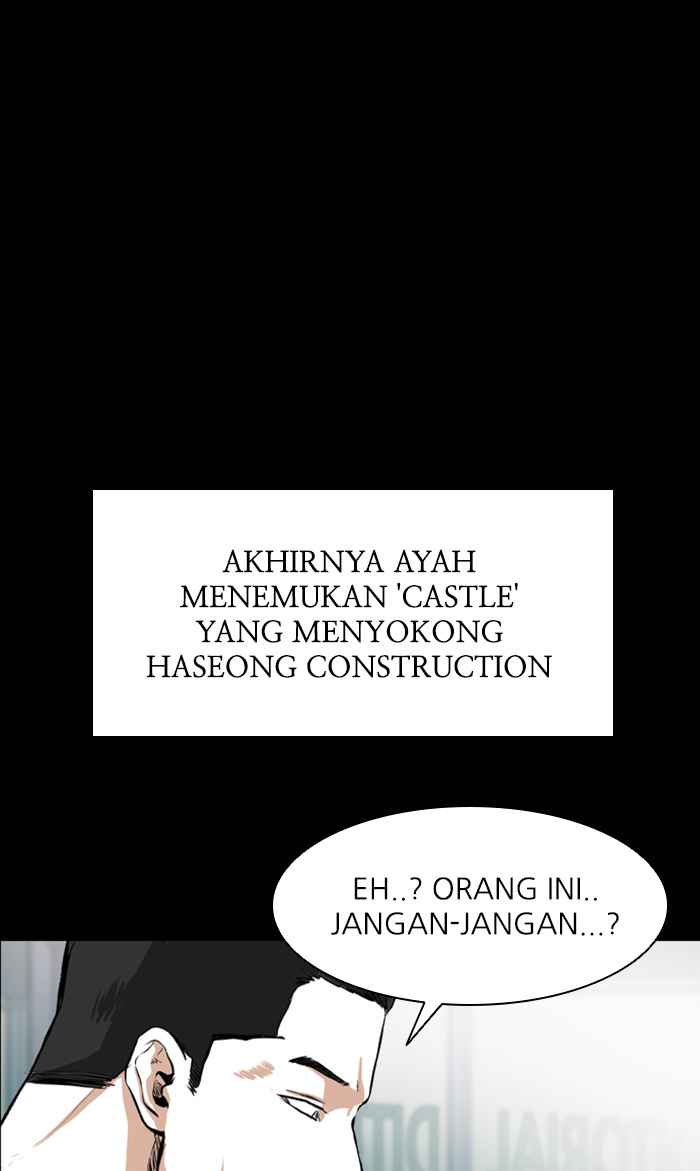 AKHIRNYA AYAH
MENEMUKAN 'CASTLE'
YANG MENYOKONG
HASEONG CONSTRUCTION
EH..? ORANG INI..
JANGAN-JANGAN...?